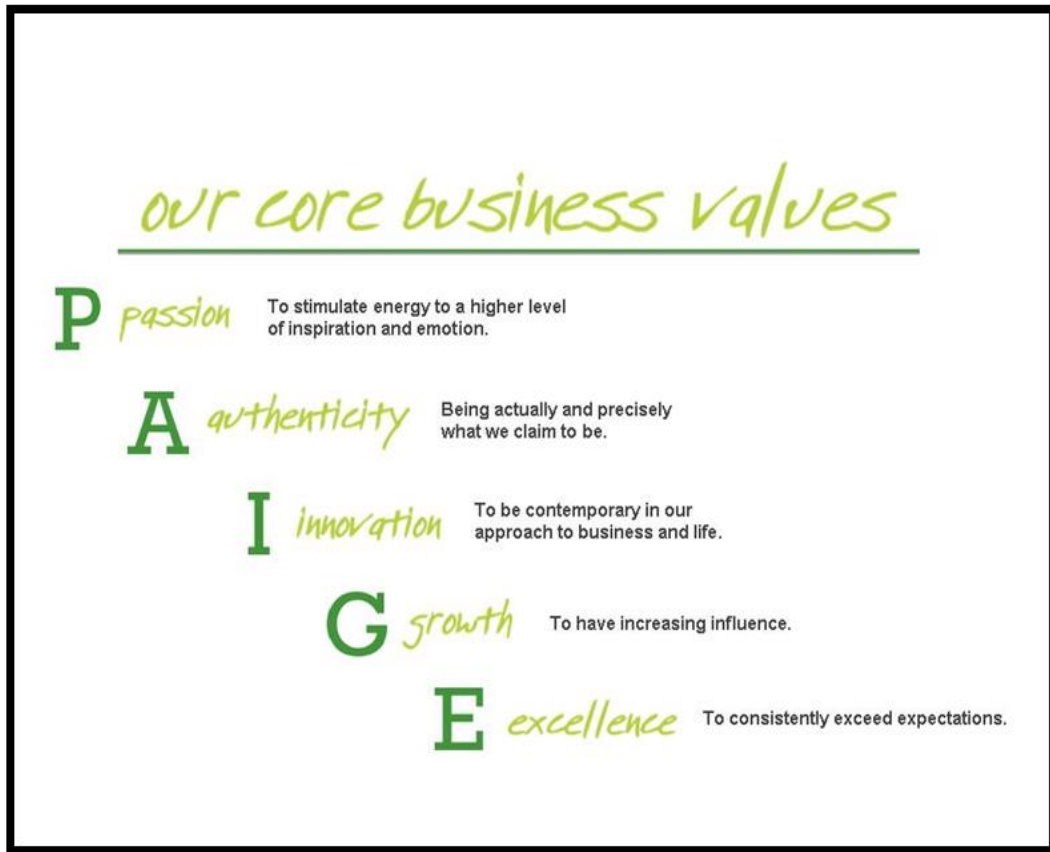 our core business values
P passion To stimulate energy to a higher level
of inspiration and emotion.
A authenticity Being actually and precisely
what we claim to be.
I innovation To be contemporary in our
approach to business and life.
G growth To have increasing influence.
E excellence To consistently exceed expectations.